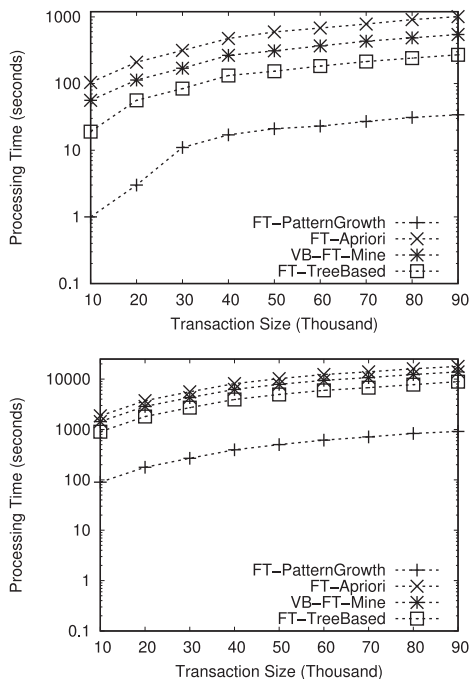 1000
100
10
1
0.1
Processing Time (seconds)
FT-PatternGrowth
FT-Apriori
VB-FT-Mine
FT-TreeBased
10 20 30 40 50 60 70 80 90
Transaction Size (Thousand)
10000
1000
100
10
1
0.1
Processing Time (seconds)
FT-PatternGrowth
FT-Apriori
VB-FT-Mine
FT-TreeBased
10 20 30 40 50 60 70 80 90
Transaction Size (Thousand)